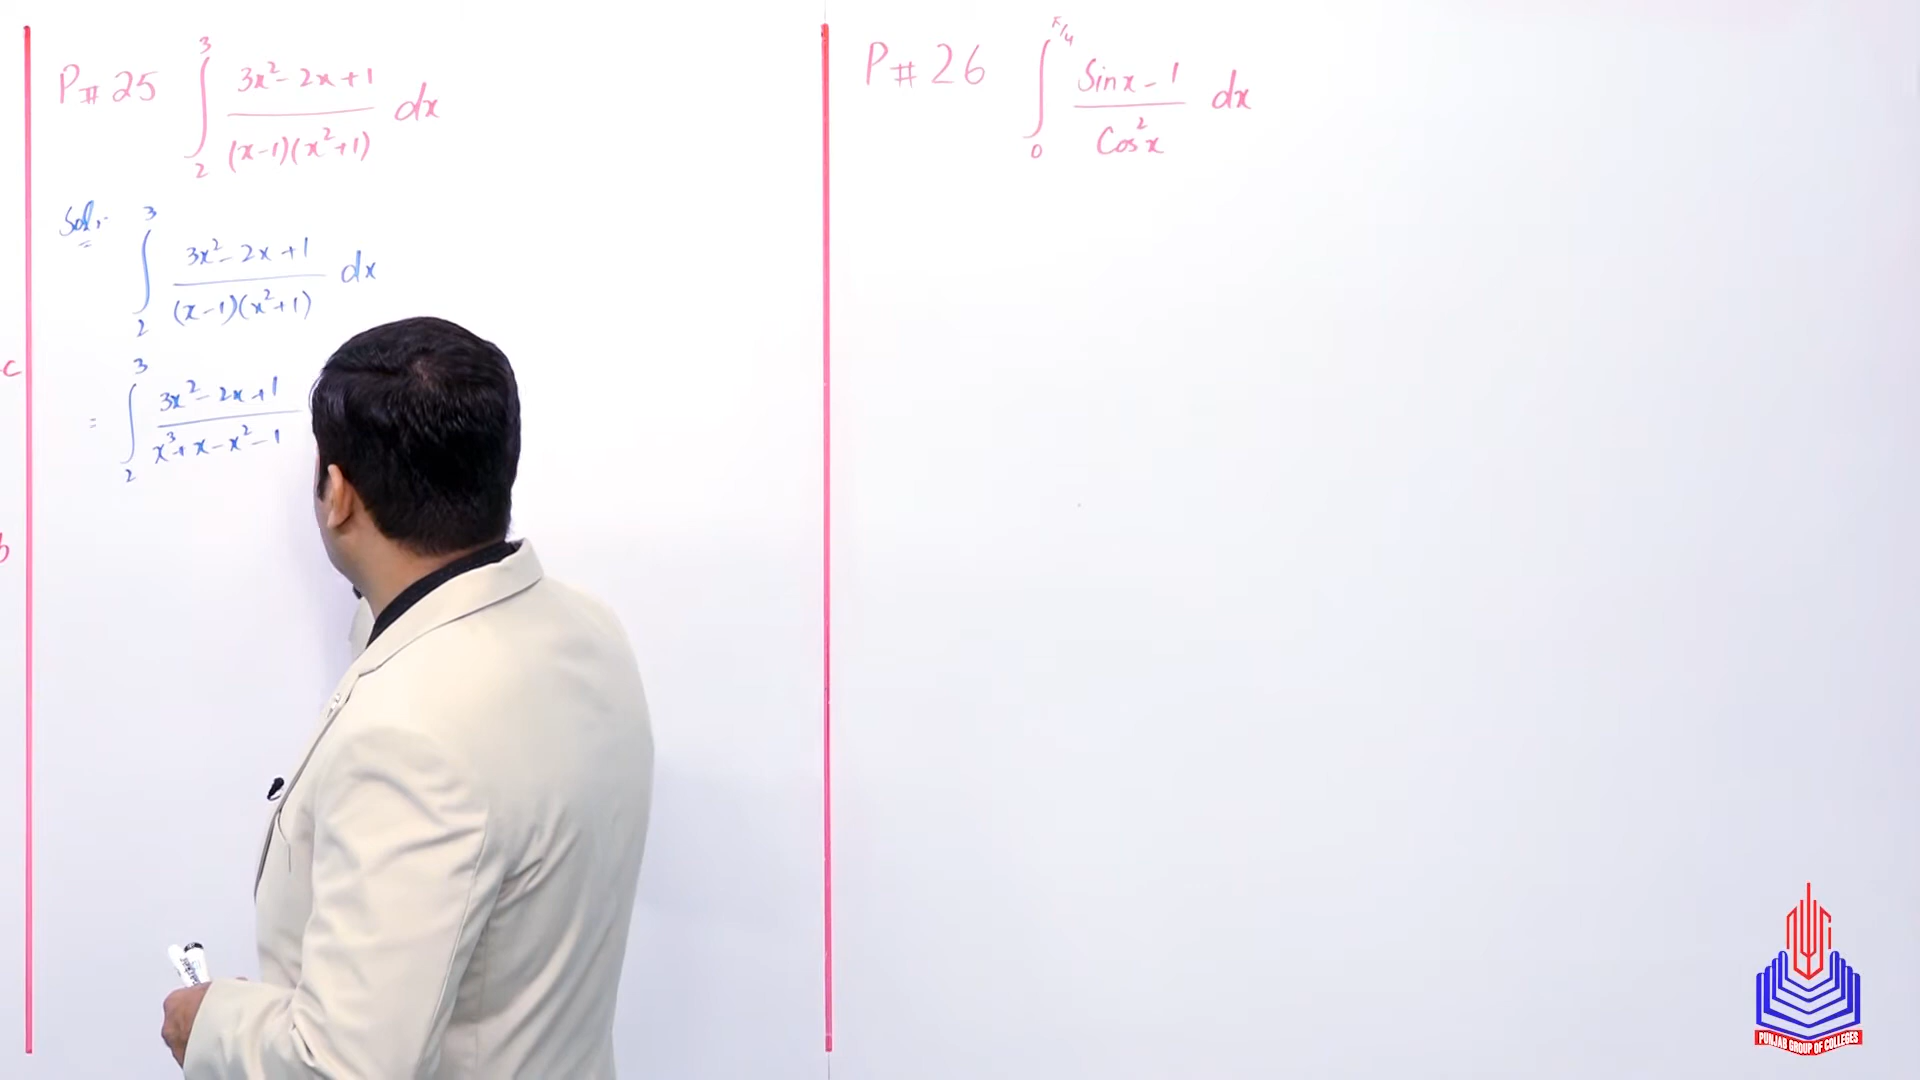 P# 25 ∫₂³ (3x² - 2x + 1) / ((x-1)(x²+1)) dx
Sol:-
∫₂³ (3x² - 2x + 1) / ((x-1)(x²+1)) dx
= ∫₂³ (3x² - 2x + 1) / (x³ + x - x² - 1)
c
b
P# 26 ∫₀^(π/4) (Sinx - 1) / (Cos²x) dx
PUNJAB GROUP OF COLLEGES